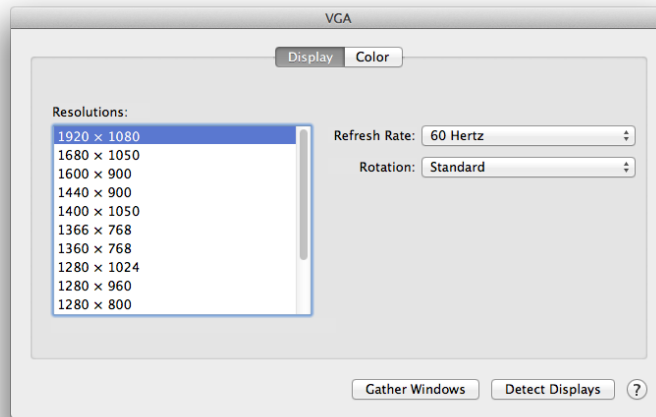 VGA
Display Color
Resolutions:
1920 × 1080
1680 × 1050
1600 × 900
1440 × 900
1400 × 1050
1366 × 768
1360 × 768
1280 × 1024
1280 × 960
1280 × 800
Refresh Rate: 60 Hertz
Rotation: Standard
Gather Windows Detect Displays ?